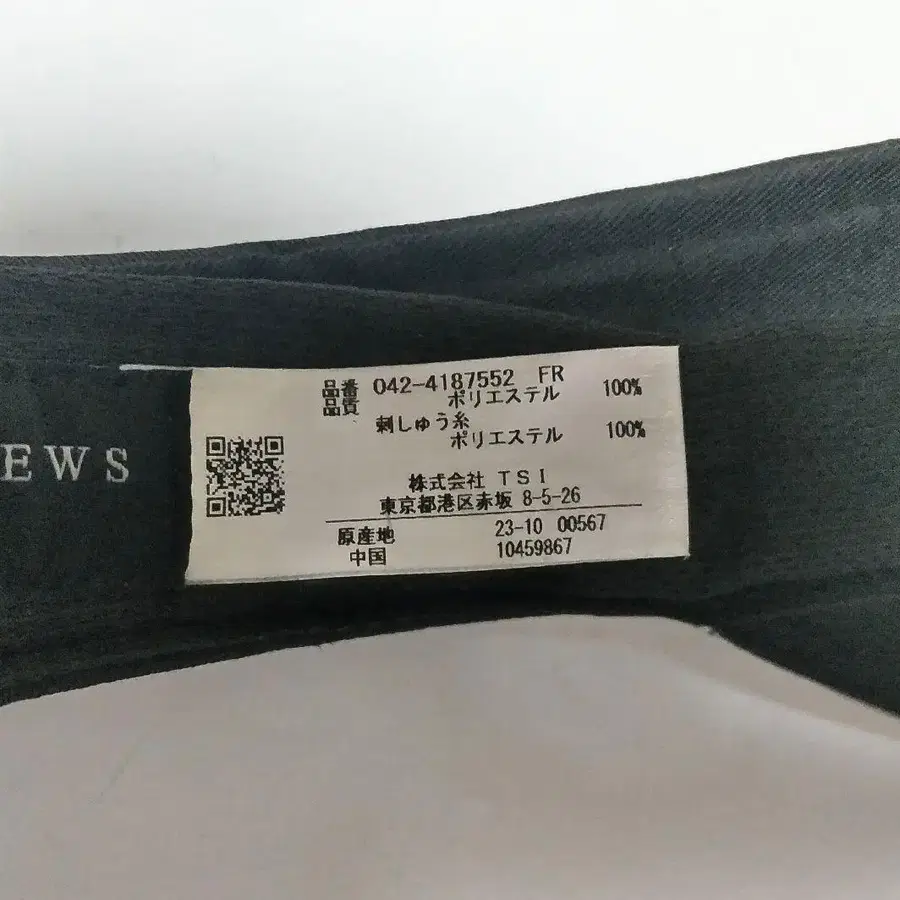 EWS
品番 042-4187552 FR
品質 ポリエステル 100%
刺しゅう糸
ポリエステル 100%
株式会社 TSI
東京都港区赤坂 8-5-26
原産地 23-10 00567
中国 10459867